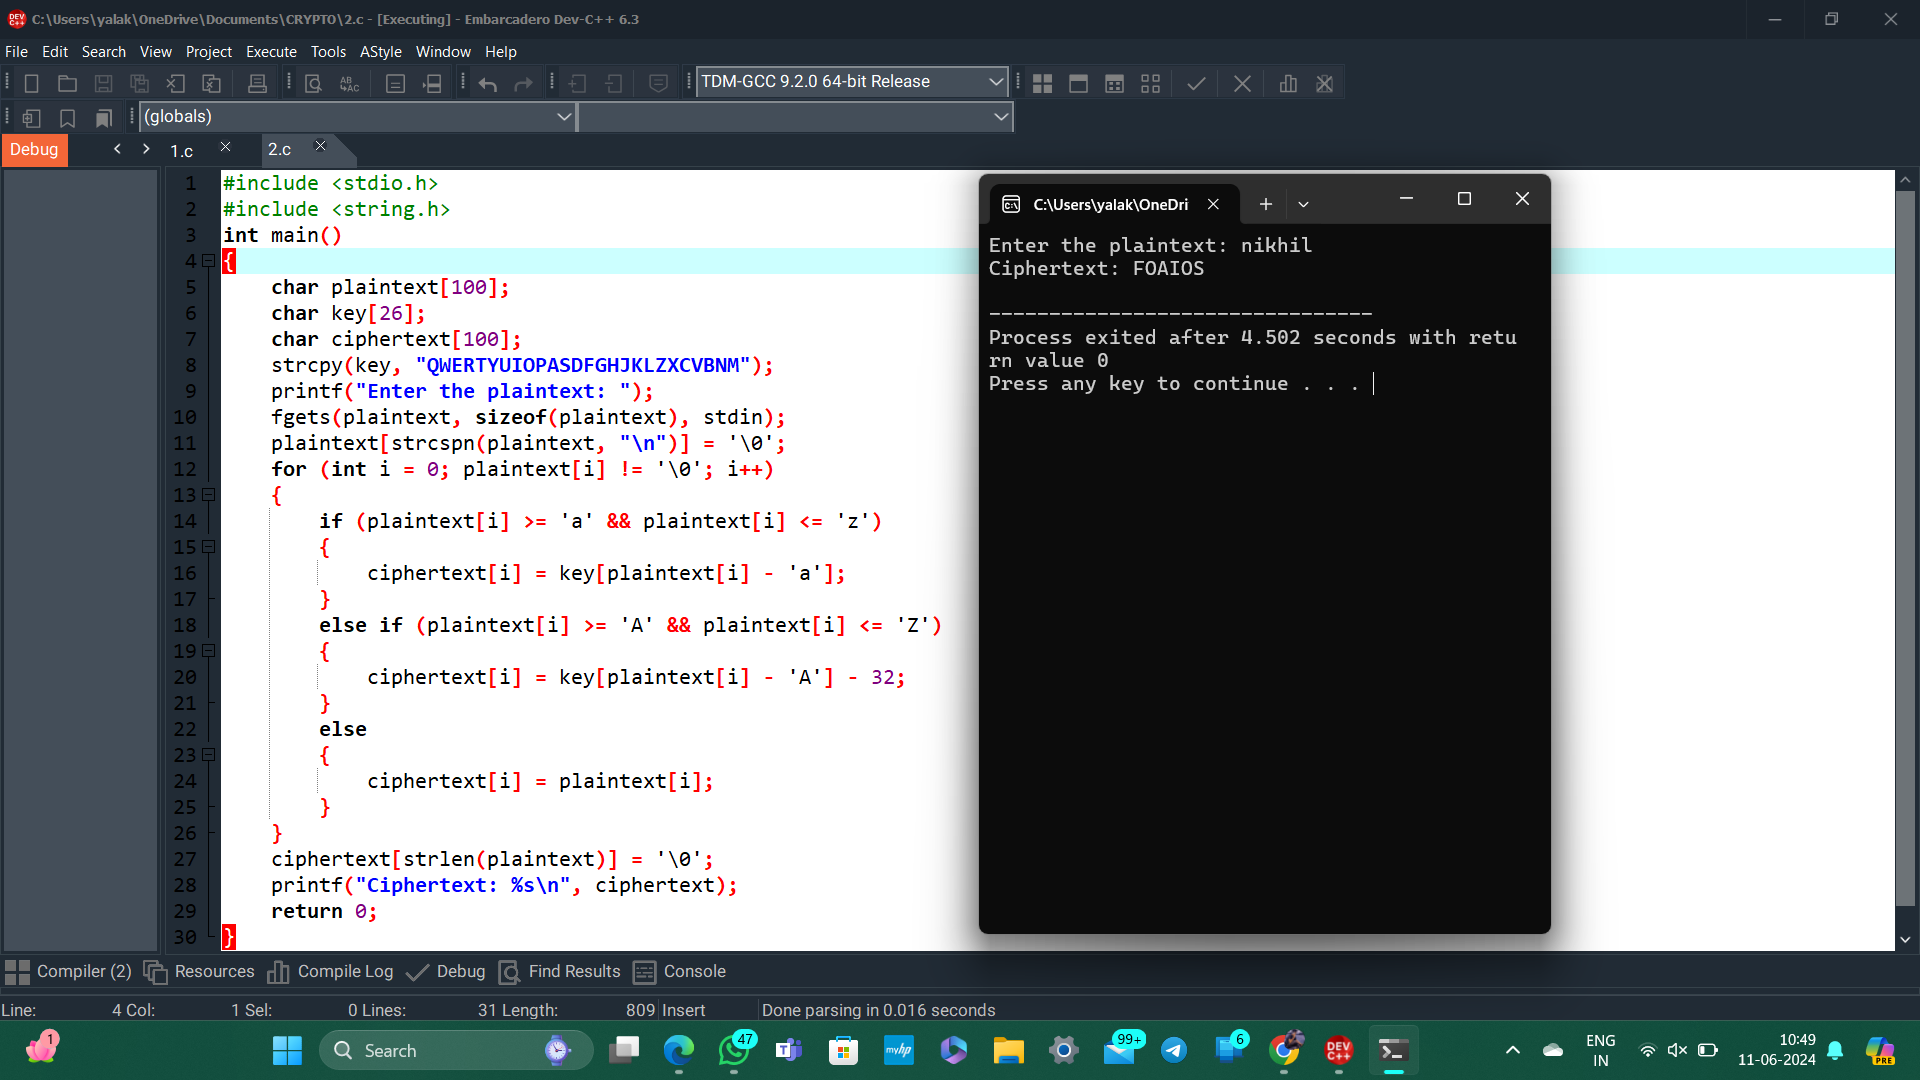 C:\Users\yalak\OneDrive\Documents\CRYPTO\2.c - [Executing] - Embarcadero Dev-C++ 6.3
File Edit Search View Project Execute Tools AStyle Window Help
TDM-GCC 9.2.0 64-bit Release
(globals)
Debug
1.c
2.c
1 #include <stdio.h>
2 #include <string.h>
3 int main()
4 {
5 char plaintext[100];
6 char key[26];
7 char ciphertext[100];
8 strcpy(key, "QWERTYUIOPASDFGHJKLZXCVBNM");
9 printf("Enter the plaintext: ");
10 fgets(plaintext, sizeof(plaintext), stdin);
11 plaintext[strcspn(plaintext, "\n")] = '\0';
12 for (int i = 0; plaintext[i] != '\0'; i++)
13 {
14 if (plaintext[i] >= 'a' && plaintext[i] <= 'z')
15 {
16 ciphertext[i] = key[plaintext[i] - 'a'];
17 }
18 else if (plaintext[i] >= 'A' && plaintext[i] <= 'Z')
19 {
20 ciphertext[i] = key[plaintext[i] - 'A'] - 32;
21 }
22 else
23 {
24 ciphertext[i] = plaintext[i];
25 }
26 }
27 ciphertext[strlen(plaintext)] = '\0';
28 printf("Ciphertext: %s\n", ciphertext);
29 return 0;
30 }
C:\Users\yalak\OneDri
Enter the plaintext: nikhil
Ciphertext: FOAIOS
--------------------------------
Process exited after 4.502 seconds with retu
rn value 0
Press any key to continue . . .
Compiler (2) Resources Compile Log Debug Find Results Console
Line: 4 Col: 1 Sel: 0 Lines: 31 Length: 809 Insert Done parsing in 0.016 seconds
1
Search
47
myhp
99+
6
DEV C++
ENG
IN
10:49
11-06-2024
PRE